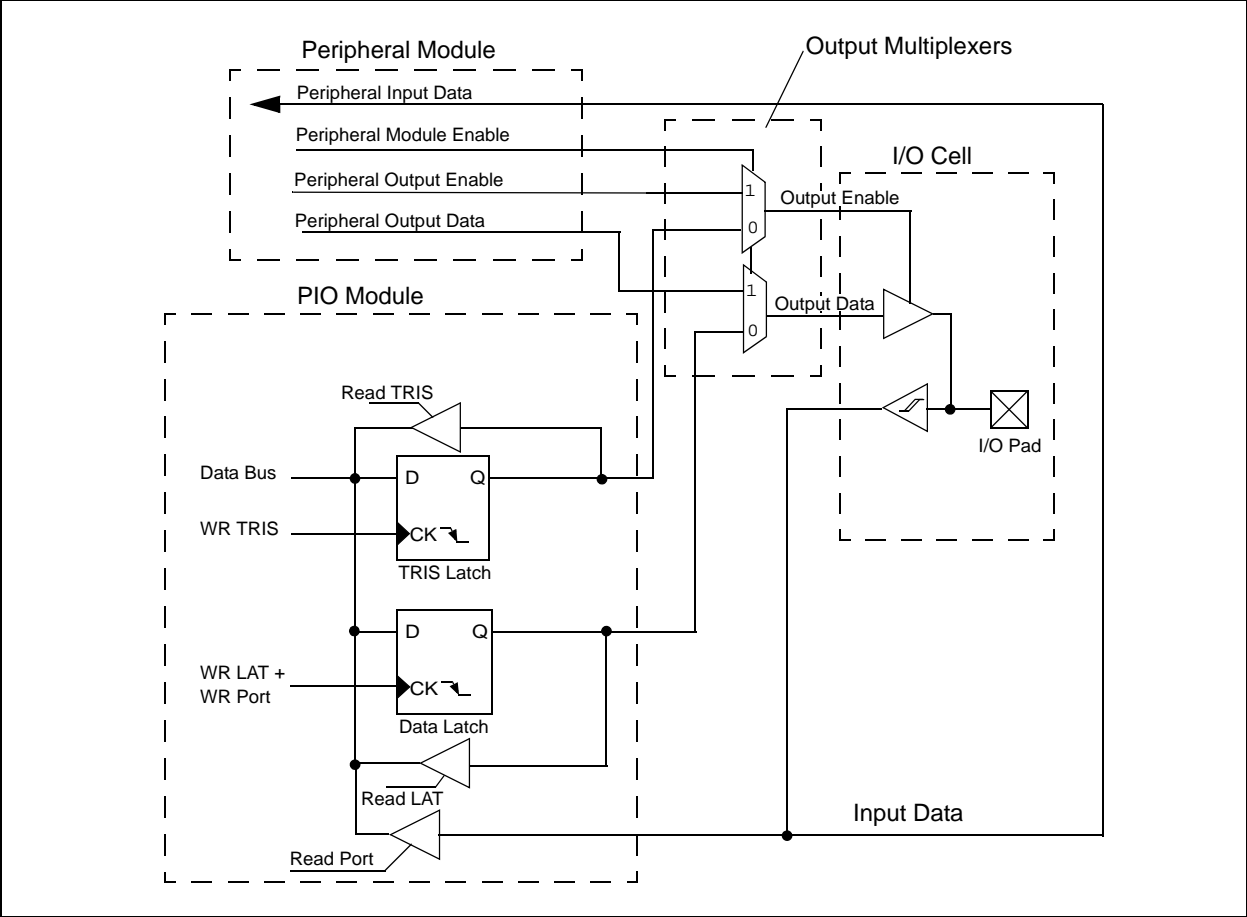 Peripheral Module
Output Multiplexers
Peripheral Input Data
Peripheral Module Enable
I/O Cell
Peripheral Output Enable
1
Output Enable
Peripheral Output Data
0
PIO Module
1
Output Data
0
Read TRIS
I/O Pad
Data Bus
D
Q
WR TRIS
CK
TRIS Latch
D
Q
WR LAT +
WR Port
CK
Data Latch
Read LAT
Input Data
Read Port